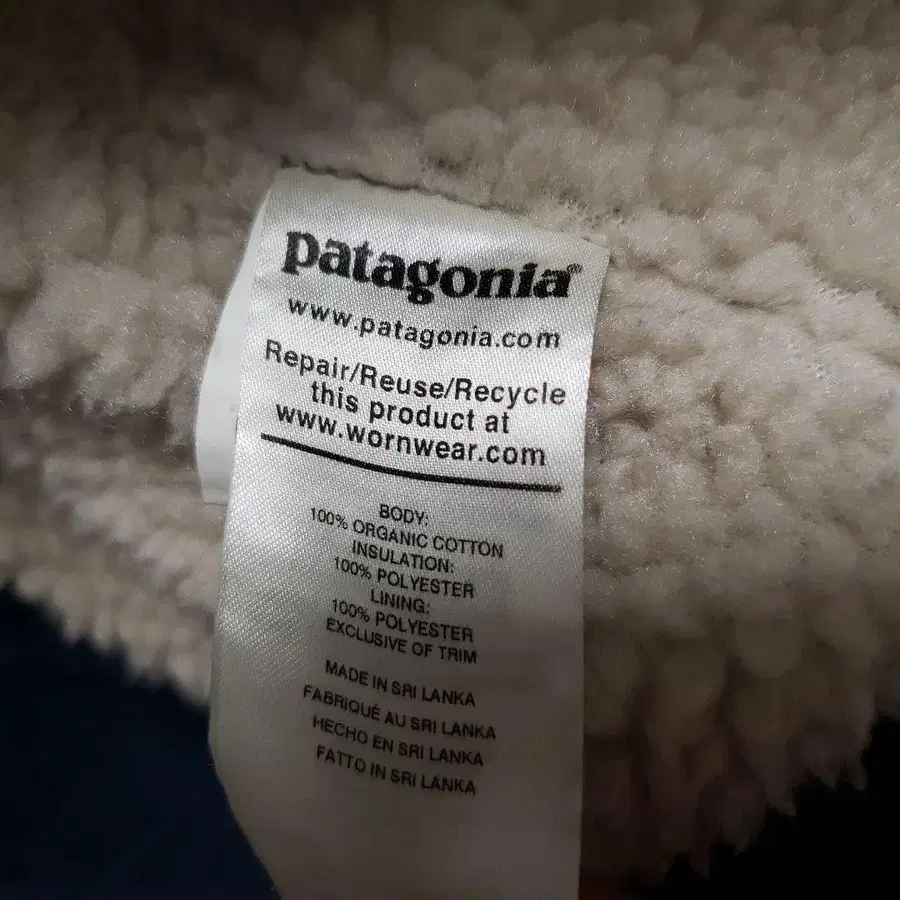 patagonia®
www.patagonia.com
Repair/Reuse/Recycle
this product at
www.wornwear.com
BODY:
100% ORGANIC COTTON
INSULATION:
100% POLYESTER
LINING:
100% POLYESTER
EXCLUSIVE OF TRIM
MADE IN SRI LANKA
FABRIQUÉ AU SRI LANKA
HECHO EN SRI LANKA
FATTO IN SRI LANKA